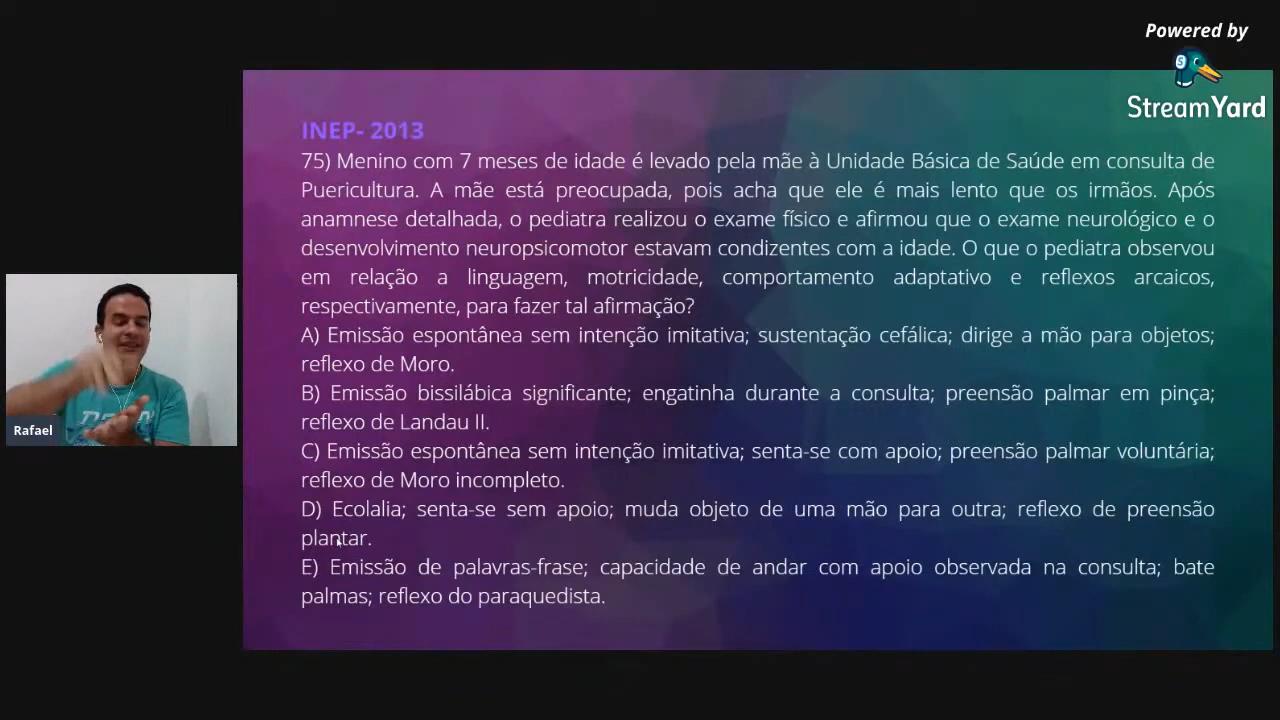 Powered by
StreamYard
INEP- 2013
75) Menino com 7 meses de idade é levado pela mãe à Unidade Básica de Saúde em consulta de
Puericultura. A mãe está preocupada, pois acha que ele é mais lento que os irmãos. Após
anamnese detalhada, o pediatra realizou o exame físico e afirmou que o exame neurológico e o
desenvolvimento neuropsicomotor estavam condizentes com a idade. O que o pediatra observou
em relação a linguagem, motricidade, comportamento adaptativo e reflexos arcaicos,
respectivamente, para fazer tal afirmação?
A) Emissão espontânea sem intenção imitativa; sustentação cefálica; dirige a mão para objetos;
reflexo de Moro.
B) Emissão bissilábica significante; engatinha durante a consulta; preensão palmar em pinça;
reflexo de Landau II.
C) Emissão espontânea sem intenção imitativa; senta-se com apoio; preensão palmar voluntária;
reflexo de Moro incompleto.
D) Ecolalia; senta-se sem apoio; muda objeto de uma mão para outra; reflexo de preensão
plantar.
E) Emissão de palavras-frase; capacidade de andar com apoio observada na consulta; bate
palmas; reflexo do paraquedista.
Rafael